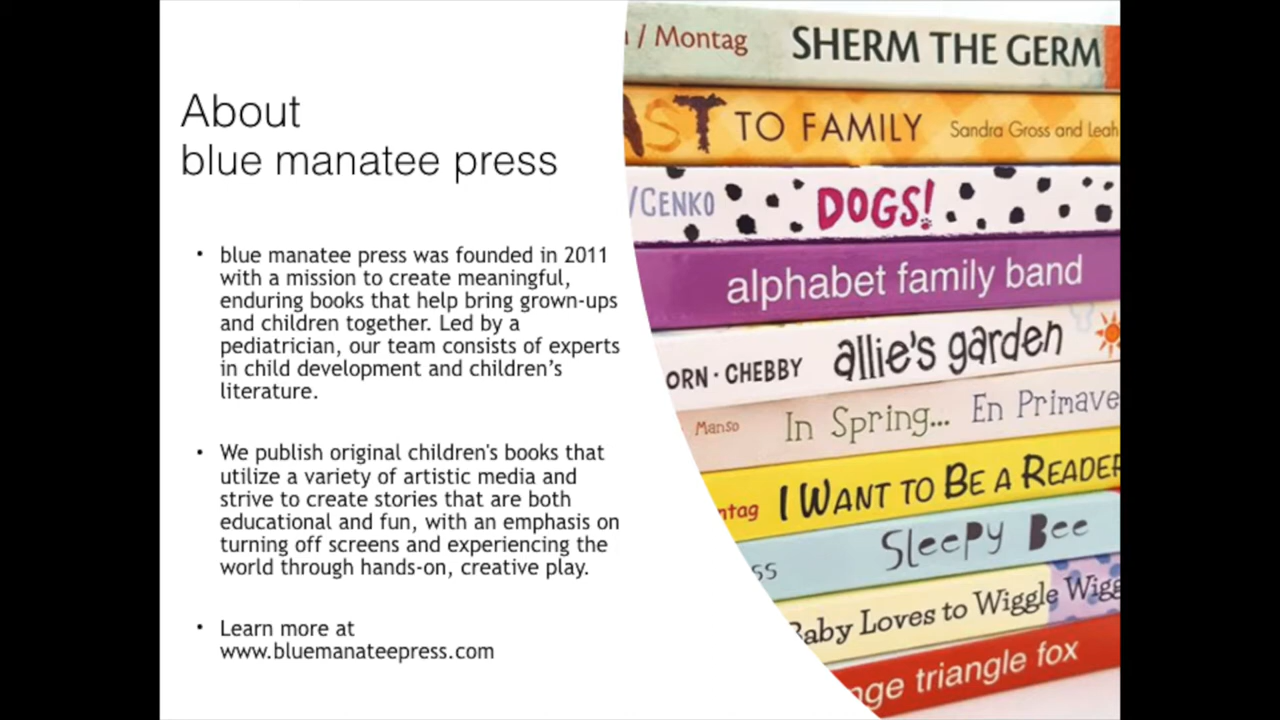 About
blue manatee press
• blue manatee press was founded in 2011
with a mission to create meaningful,
enduring books that help bring grown-ups
and children together. Led by a
pediatrician, our team consists of experts
in child development and children’s
literature.
• We publish original children's books that
utilize a variety of artistic media and
strive to create stories that are both
educational and fun, with an emphasis on
turning off screens and experiencing the
world through hands-on, creative play.
• Learn more at
www.bluemanateepress.com
/ Montag SHERM THE GERM
AST TO FAMILY Sandra Gross and Leah
/GENKO DOGS!
alphabet family band
ORN · CHEBBY allie's garden
Manso In Spring... En Primave
ntag I WANT TO BE A READER
ss Sleepy Bee
Baby Loves to Wiggle Wigg
nge triangle fox